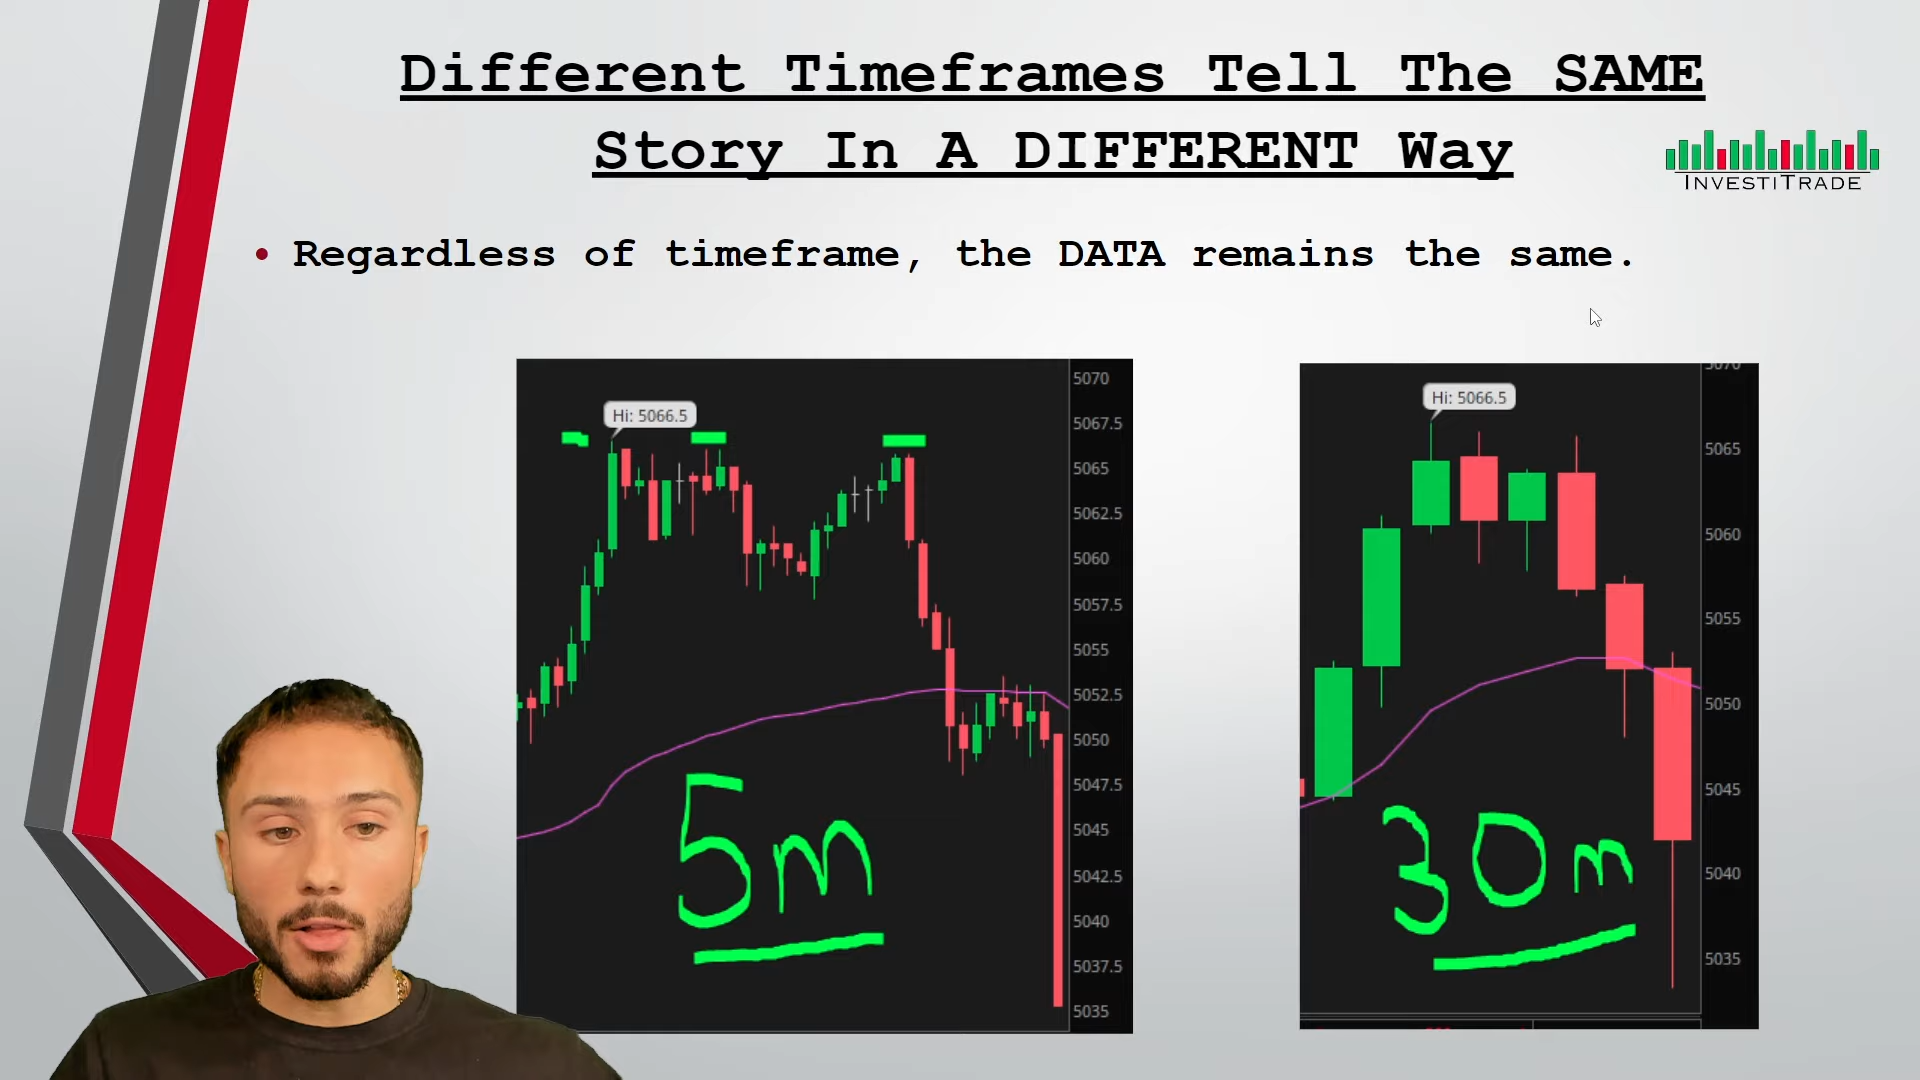 Different Timeframes Tell The SAME
Story In A DIFFERENT Way
INVESTITRADE
• Regardless of timeframe, the DATA remains the same.
Hi: 5066.5
5070
5067.5
5065
5062.5
5060
5057.5
5055
5052.5
5050
5047.5
5045
5042.5
5040
5037.5
5035
5m
Hi: 5066.5
5070
5065
5060
5055
5050
5045
5040
5035
30m